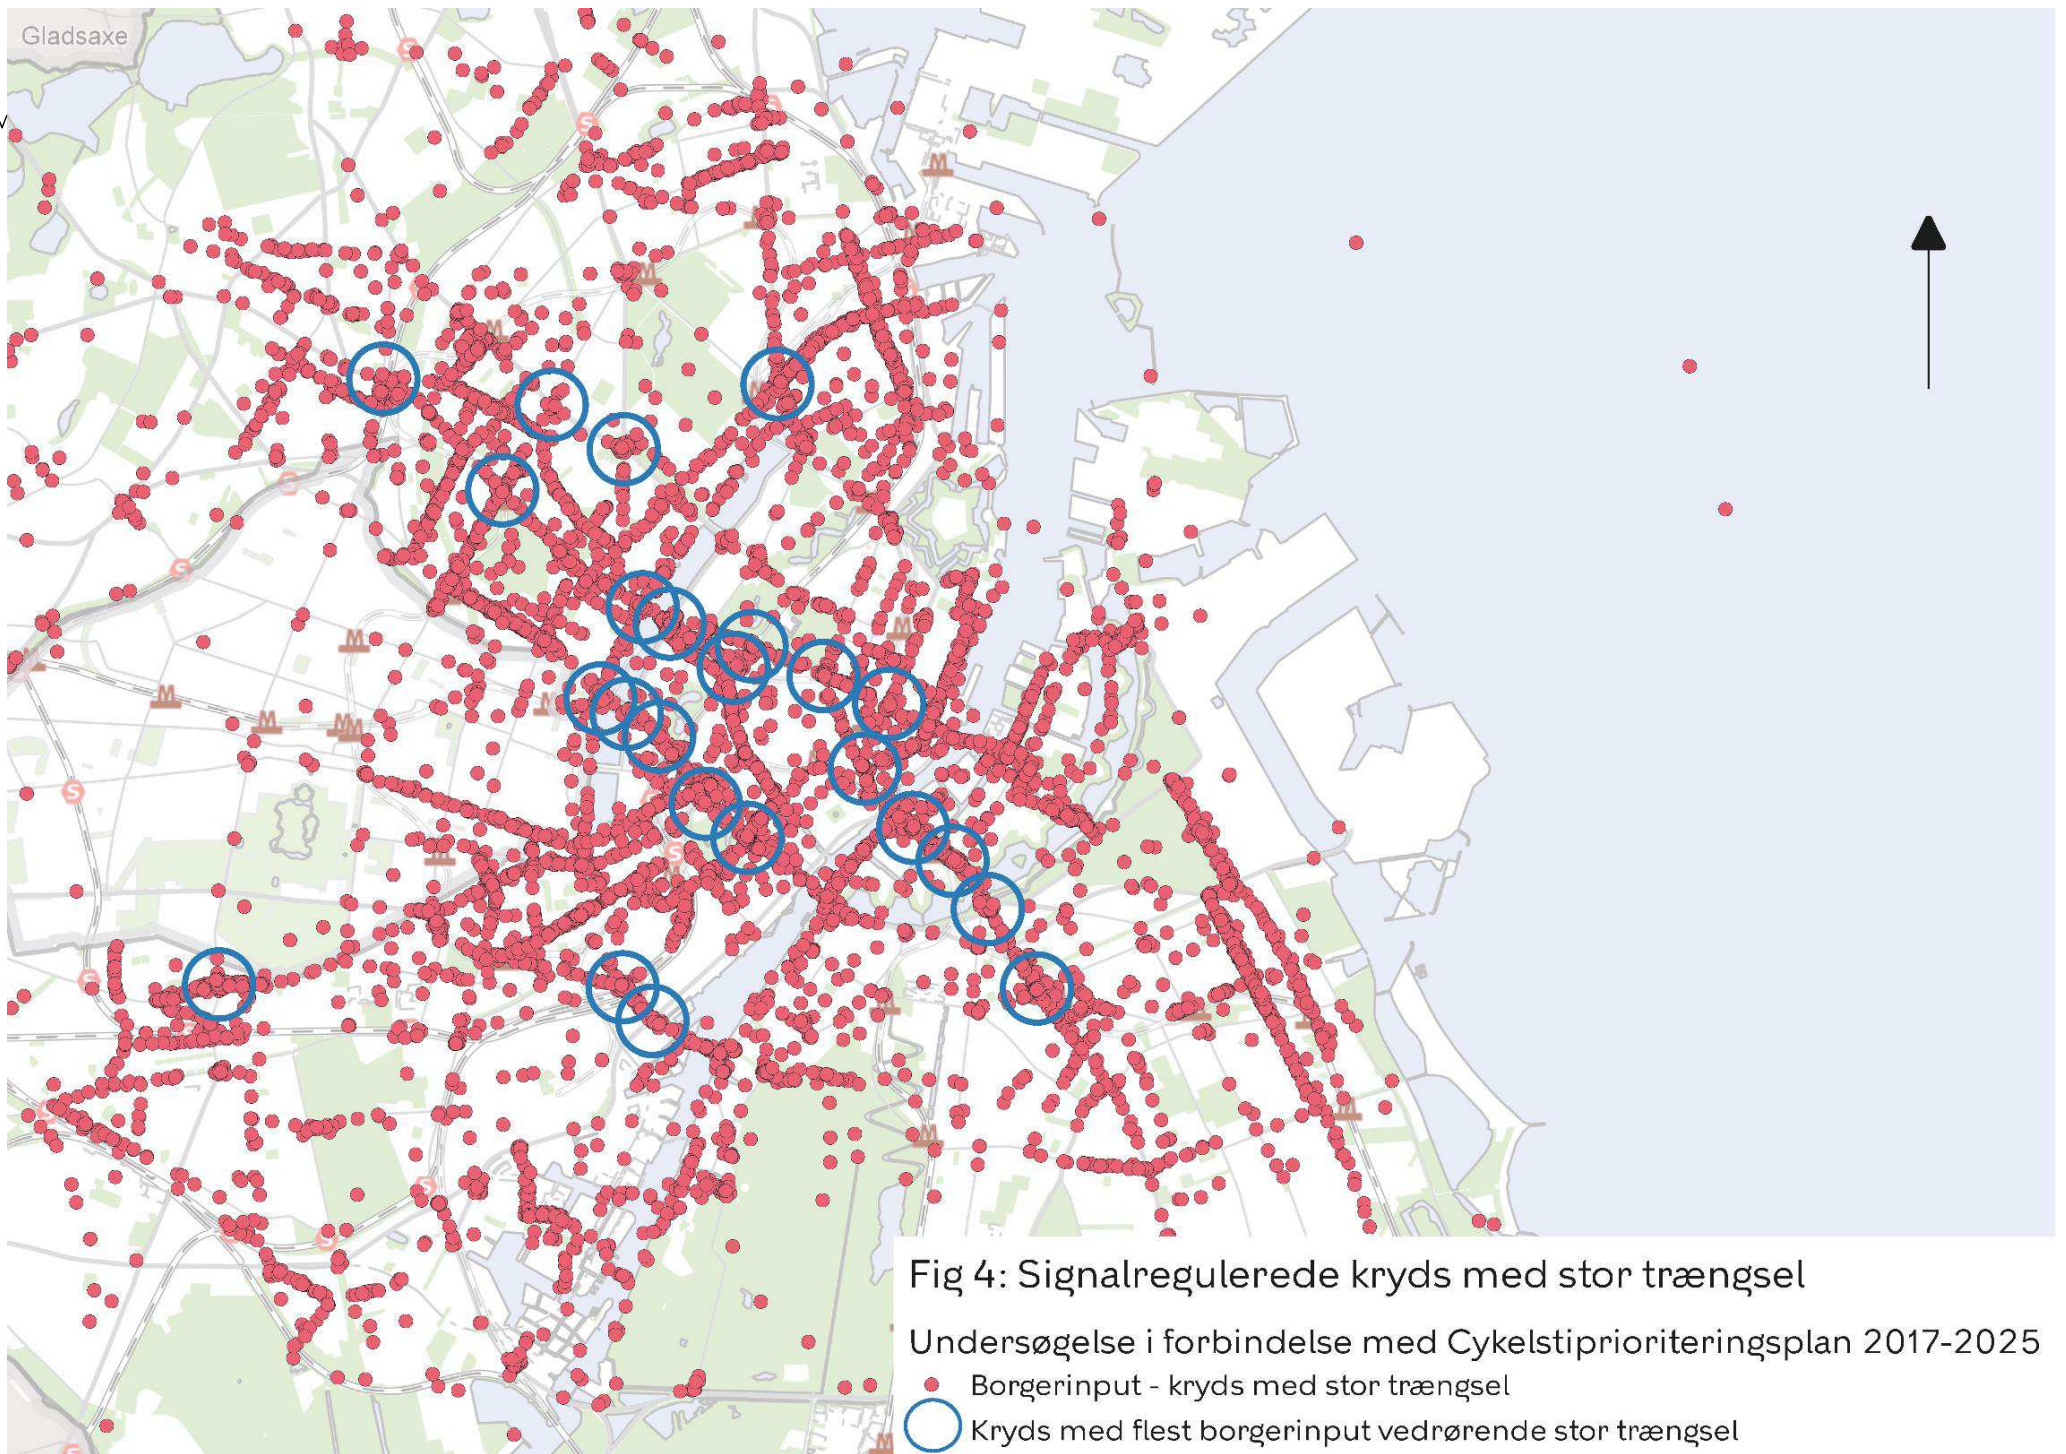 Gladsaxe
Fig 4: Signalregulerede kryds med stor trængsel
Undersøgelse i forbindelse med Cykelstiprioriteringsplan 2017-2025
Borgerinput - kryds med stor trængsel
Kryds med flest borgerinput vedrørende stor trængsel